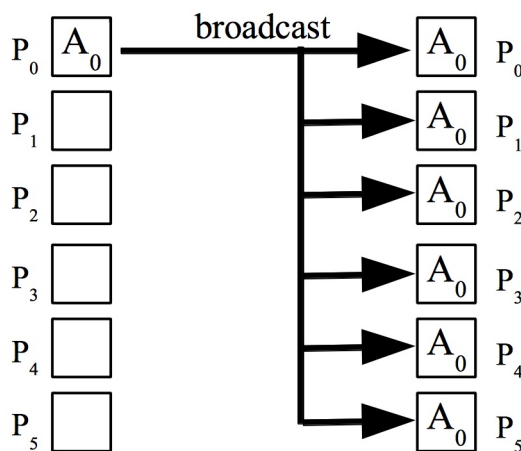 broadcast
P₀ A₀ A₀ P₀
P₁ A₀ P₁
P₂ A₀ P₂
P₃ A₀ P₃
P₄ A₀ P₄
P₅ A₀ P₅